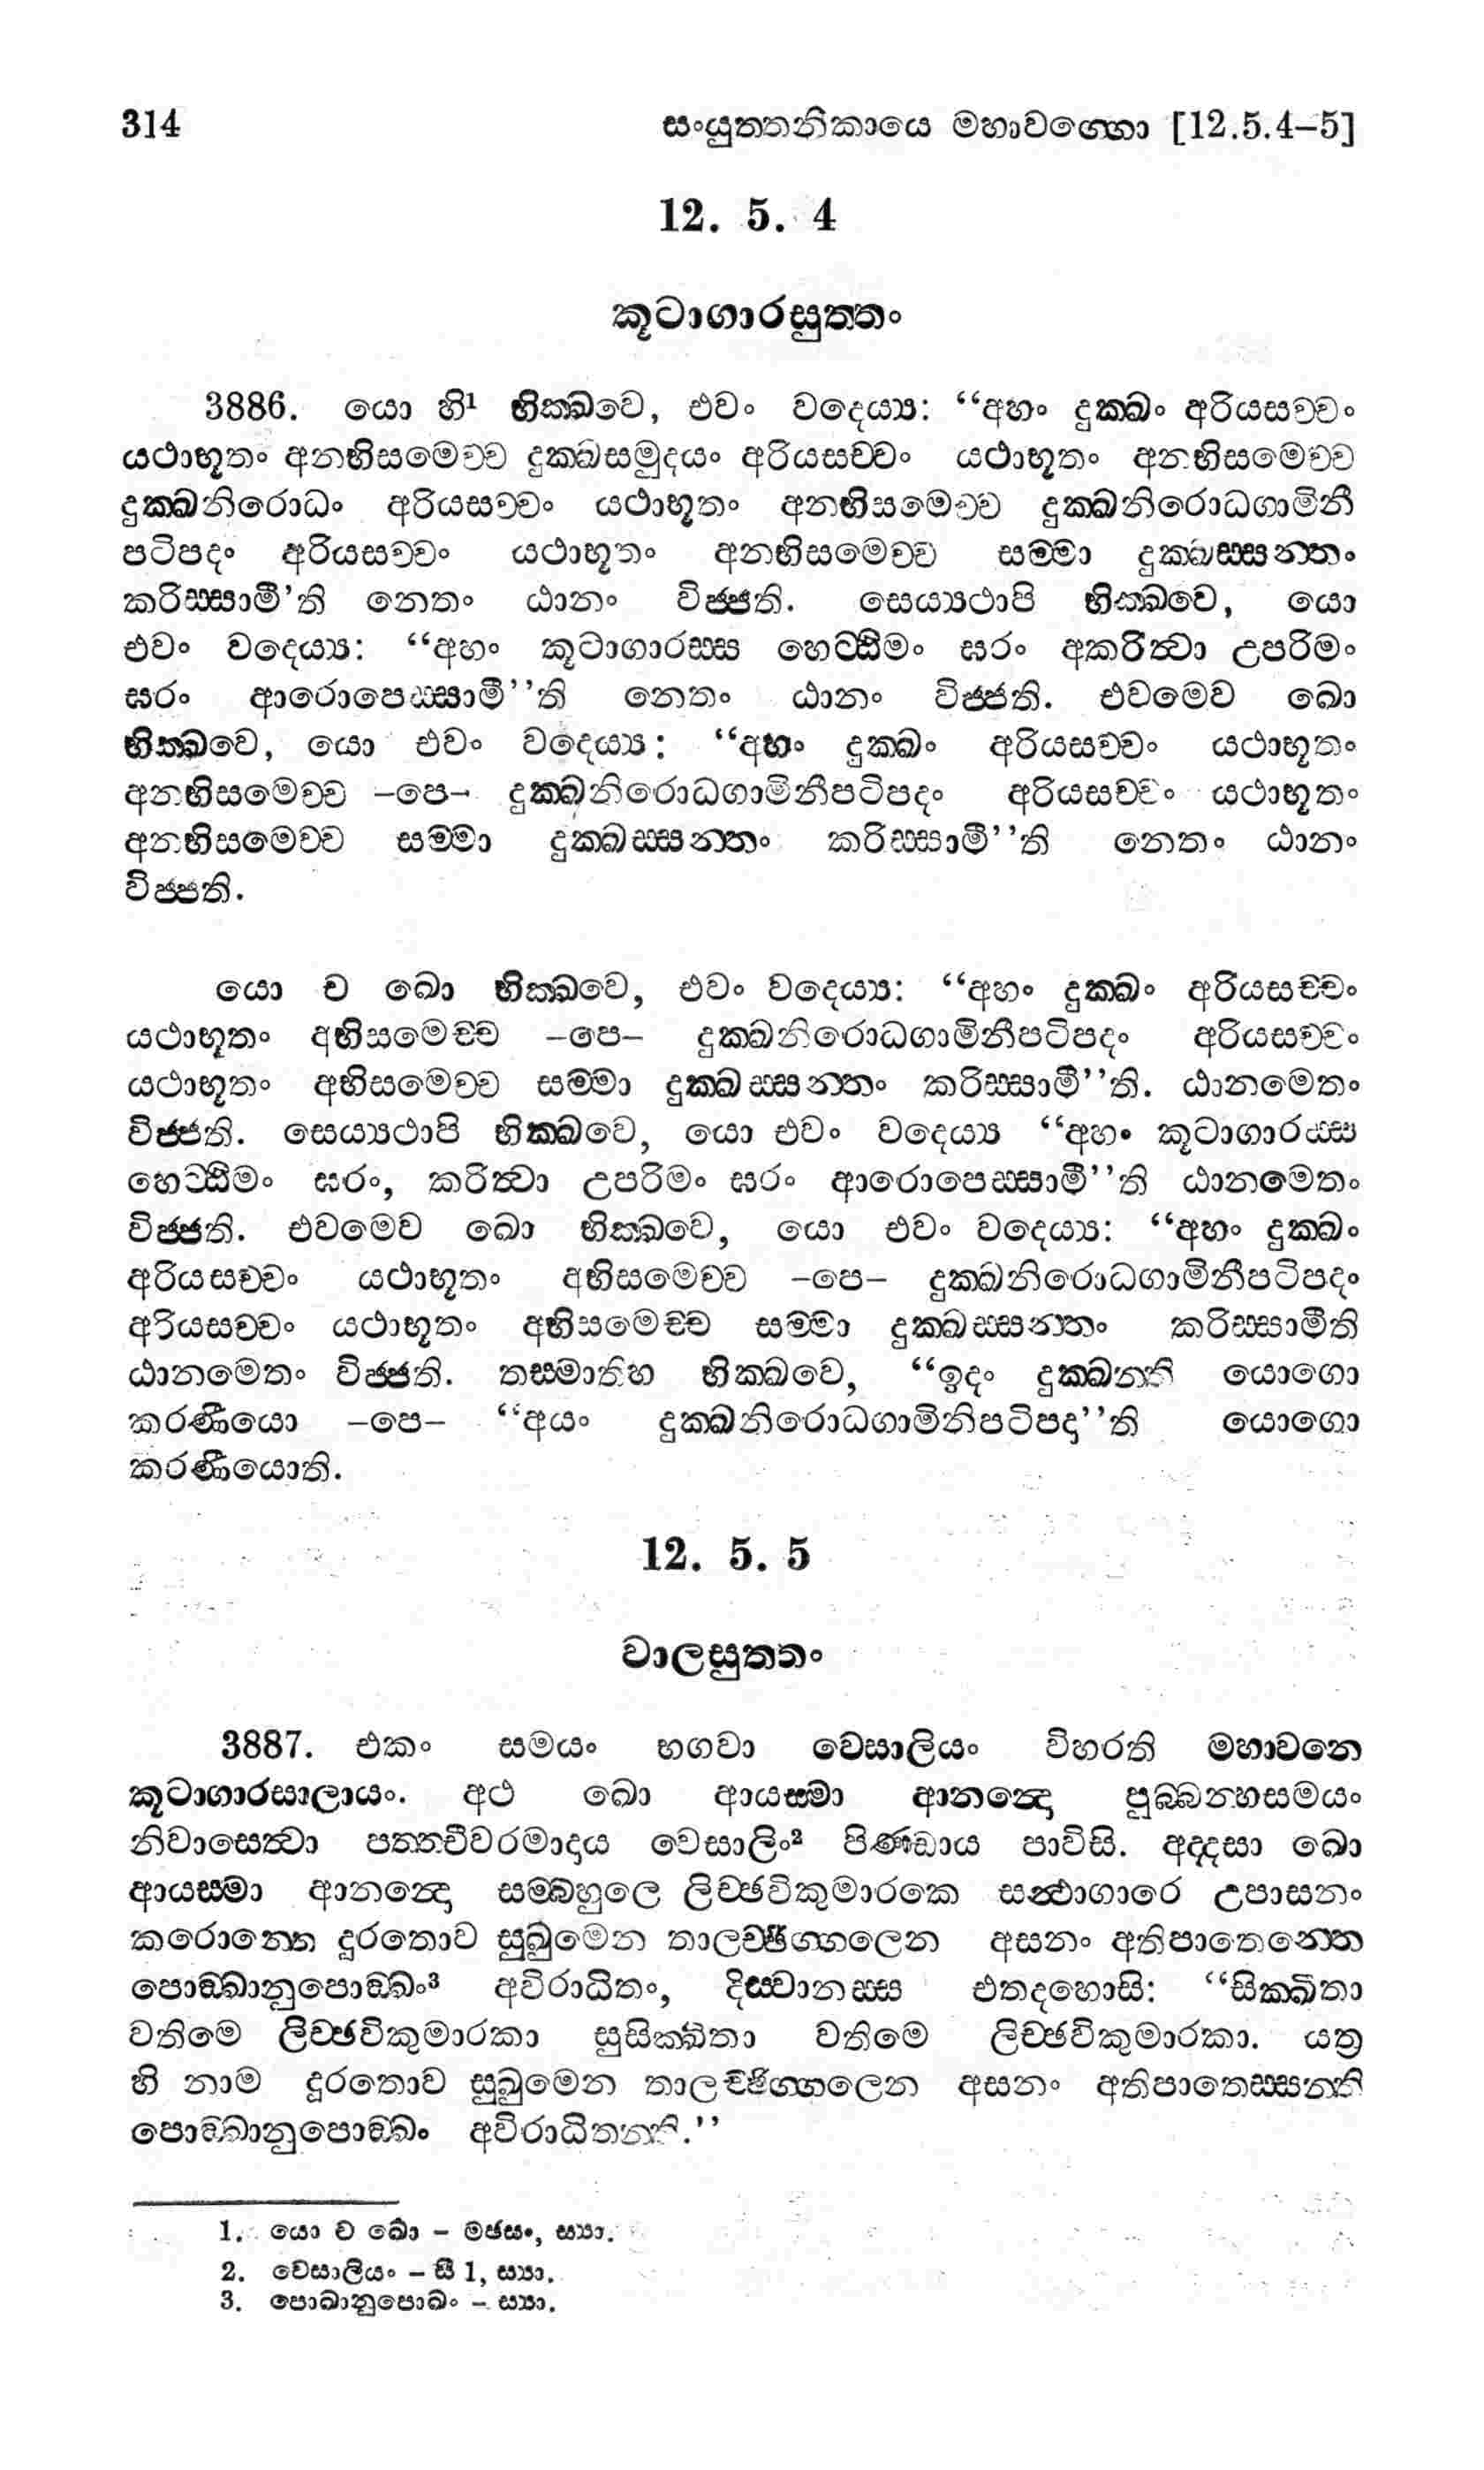 314 සංයුත්තනිකායෙ මහාවග්ගො [12.5.4–5]
12. 5. 4
කූටාගාරසුත්තං
3886. යො හි¹ භික්ඛවෙ, එවං වදෙය්‍ය: “අහං දුක්ඛං අරියසච්චං
යථාභූතං අනභිසමෙච්ච දුක්ඛසමුදයං අරියසච්චං යථාභූතං අනභිසමෙච්ච
දුක්ඛනිරොධං අරියසච්චං යථාභූතං අනභිසමෙච්ච දුක්ඛනිරොධගාමිනී
පටිපදං අරියසච්චං යථාභූතං අනභිසමෙච්ච සම්මා දුක්ඛස්සන්තං
කරිස්සාමී’ති නෙතං ඨානං විජ්ජති. සෙය්‍යථාපි භික්ඛවෙ, යො
එවං වදෙය්‍ය: “අහං කූටාගාරස්ස හෙට්ඨිමං ඝරං අකරිත්‍වා උපරිමං
ඝරං ආරොපෙස්සාමී’’ති නෙතං ඨානං විජ්ජති. එවමෙව ඛො
භික්ඛවෙ, යො එවං වදෙය්‍ය: “අහං දුක්ඛං අරියසච්චං යථාභූතං
අනභිසමෙච්ච –පෙ– දුක්ඛනිරොධගාමිනීපටිපදං අරියසච්චං යථාභූතං
අනභිසමෙච්ච සම්මා දුක්ඛස්සන්තං කරිස්සාමී’’ති නෙතං ඨානං
විජ්ජති.
යො ච ඛො භික්ඛවෙ, එවං වදෙය්‍ය: “අහං දුක්ඛං අරියසච්චං
යථාභූතං අභිසමෙච්ච –පෙ– දුක්ඛනිරොධගාමිනීපටිපදං අරියසච්චං
යථාභූතං අභිසමෙච්ච සම්මා දුක්ඛස්සන්තං කරිස්සාමී’’ති. ඨානමෙතං
විජ්ජති. සෙය්‍යථාපි භික්ඛවෙ, යො එවං වදෙය්‍ය “අහං කූටාගාරස්ස
හෙට්ඨිමං ඝරං, කරිත්‍වා උපරිමං ඝරං ආරොපෙස්සාමී’’ති ඨානමෙතං
විජ්ජති. එවමෙව ඛො භික්ඛවෙ, යො එවං වදෙය්‍ය: “අහං දුක්ඛං
අරියසච්චං යථාභූතං අභිසමෙච්ච –පෙ– දුක්ඛනිරොධගාමිනීපටිපදං
අරියසච්චං යථාභූතං අභිසමෙච්ච සම්මා දුක්ඛස්සන්තං කරිස්සාමීති
ඨානමෙතං විජ්ජති. තස්මාතිහ භික්ඛවෙ, “ඉදං දුක්ඛන්ති යොගො
කරණීයො –පෙ– “අයං දුක්ඛනිරොධගාමිනිපටිපදා’’ති යොගො
කරණීයොති.
12. 5. 5
වාලසුත්තං
3887. එකං සමයං භගවා වෙසාලියං විහරති මහාවනෙ
කූටාගාරසාලායං. අථ ඛො ආයස්මා ආනන්‍දො පුබ්බන්හසමයං
නිවාසෙත්‍වා පත්තචීවරමාදාය වෙසාලිං² පිණ්ඩාය පාවිසි. අද්දසා ඛො
ආයස්මා ආනන්‍දො සම්බහුලෙ ලිච්ඡවිකුමාරකෙ සන්‍ථාගාරෙ උපාසනං
කරොන්තෙ දූරතොව සුඛුමෙන තාලච්ඡිග්ගලෙන අසනං අතිපාතෙන්තෙ
පොඞ්ඛානුපොඞ්ඛං³ අවිරාධිතං, දිස්වානස්ස එතදහොසි: “සික්ඛිතා
වතිමෙ ලිච්ඡවිකුමාරකා සුසික්ඛිතා වතිමෙ ලිච්ඡවිකුමාරකා. යත්‍ර
හි නාම දූරතොව සුඛුමෙන තාලච්ඡිග්ගලෙන අසනං අතිපාතෙස්සන්ති
පොඞ්ඛානුපොඞ්ඛං අවිරාධිතන්ති.’’
1. යො ච ඛො – මජසං, ස්‍යා.
2. වෙසාලියං – සී 1, ස්‍යා.
3. පොඛානුපොඛං – ස්‍යා.